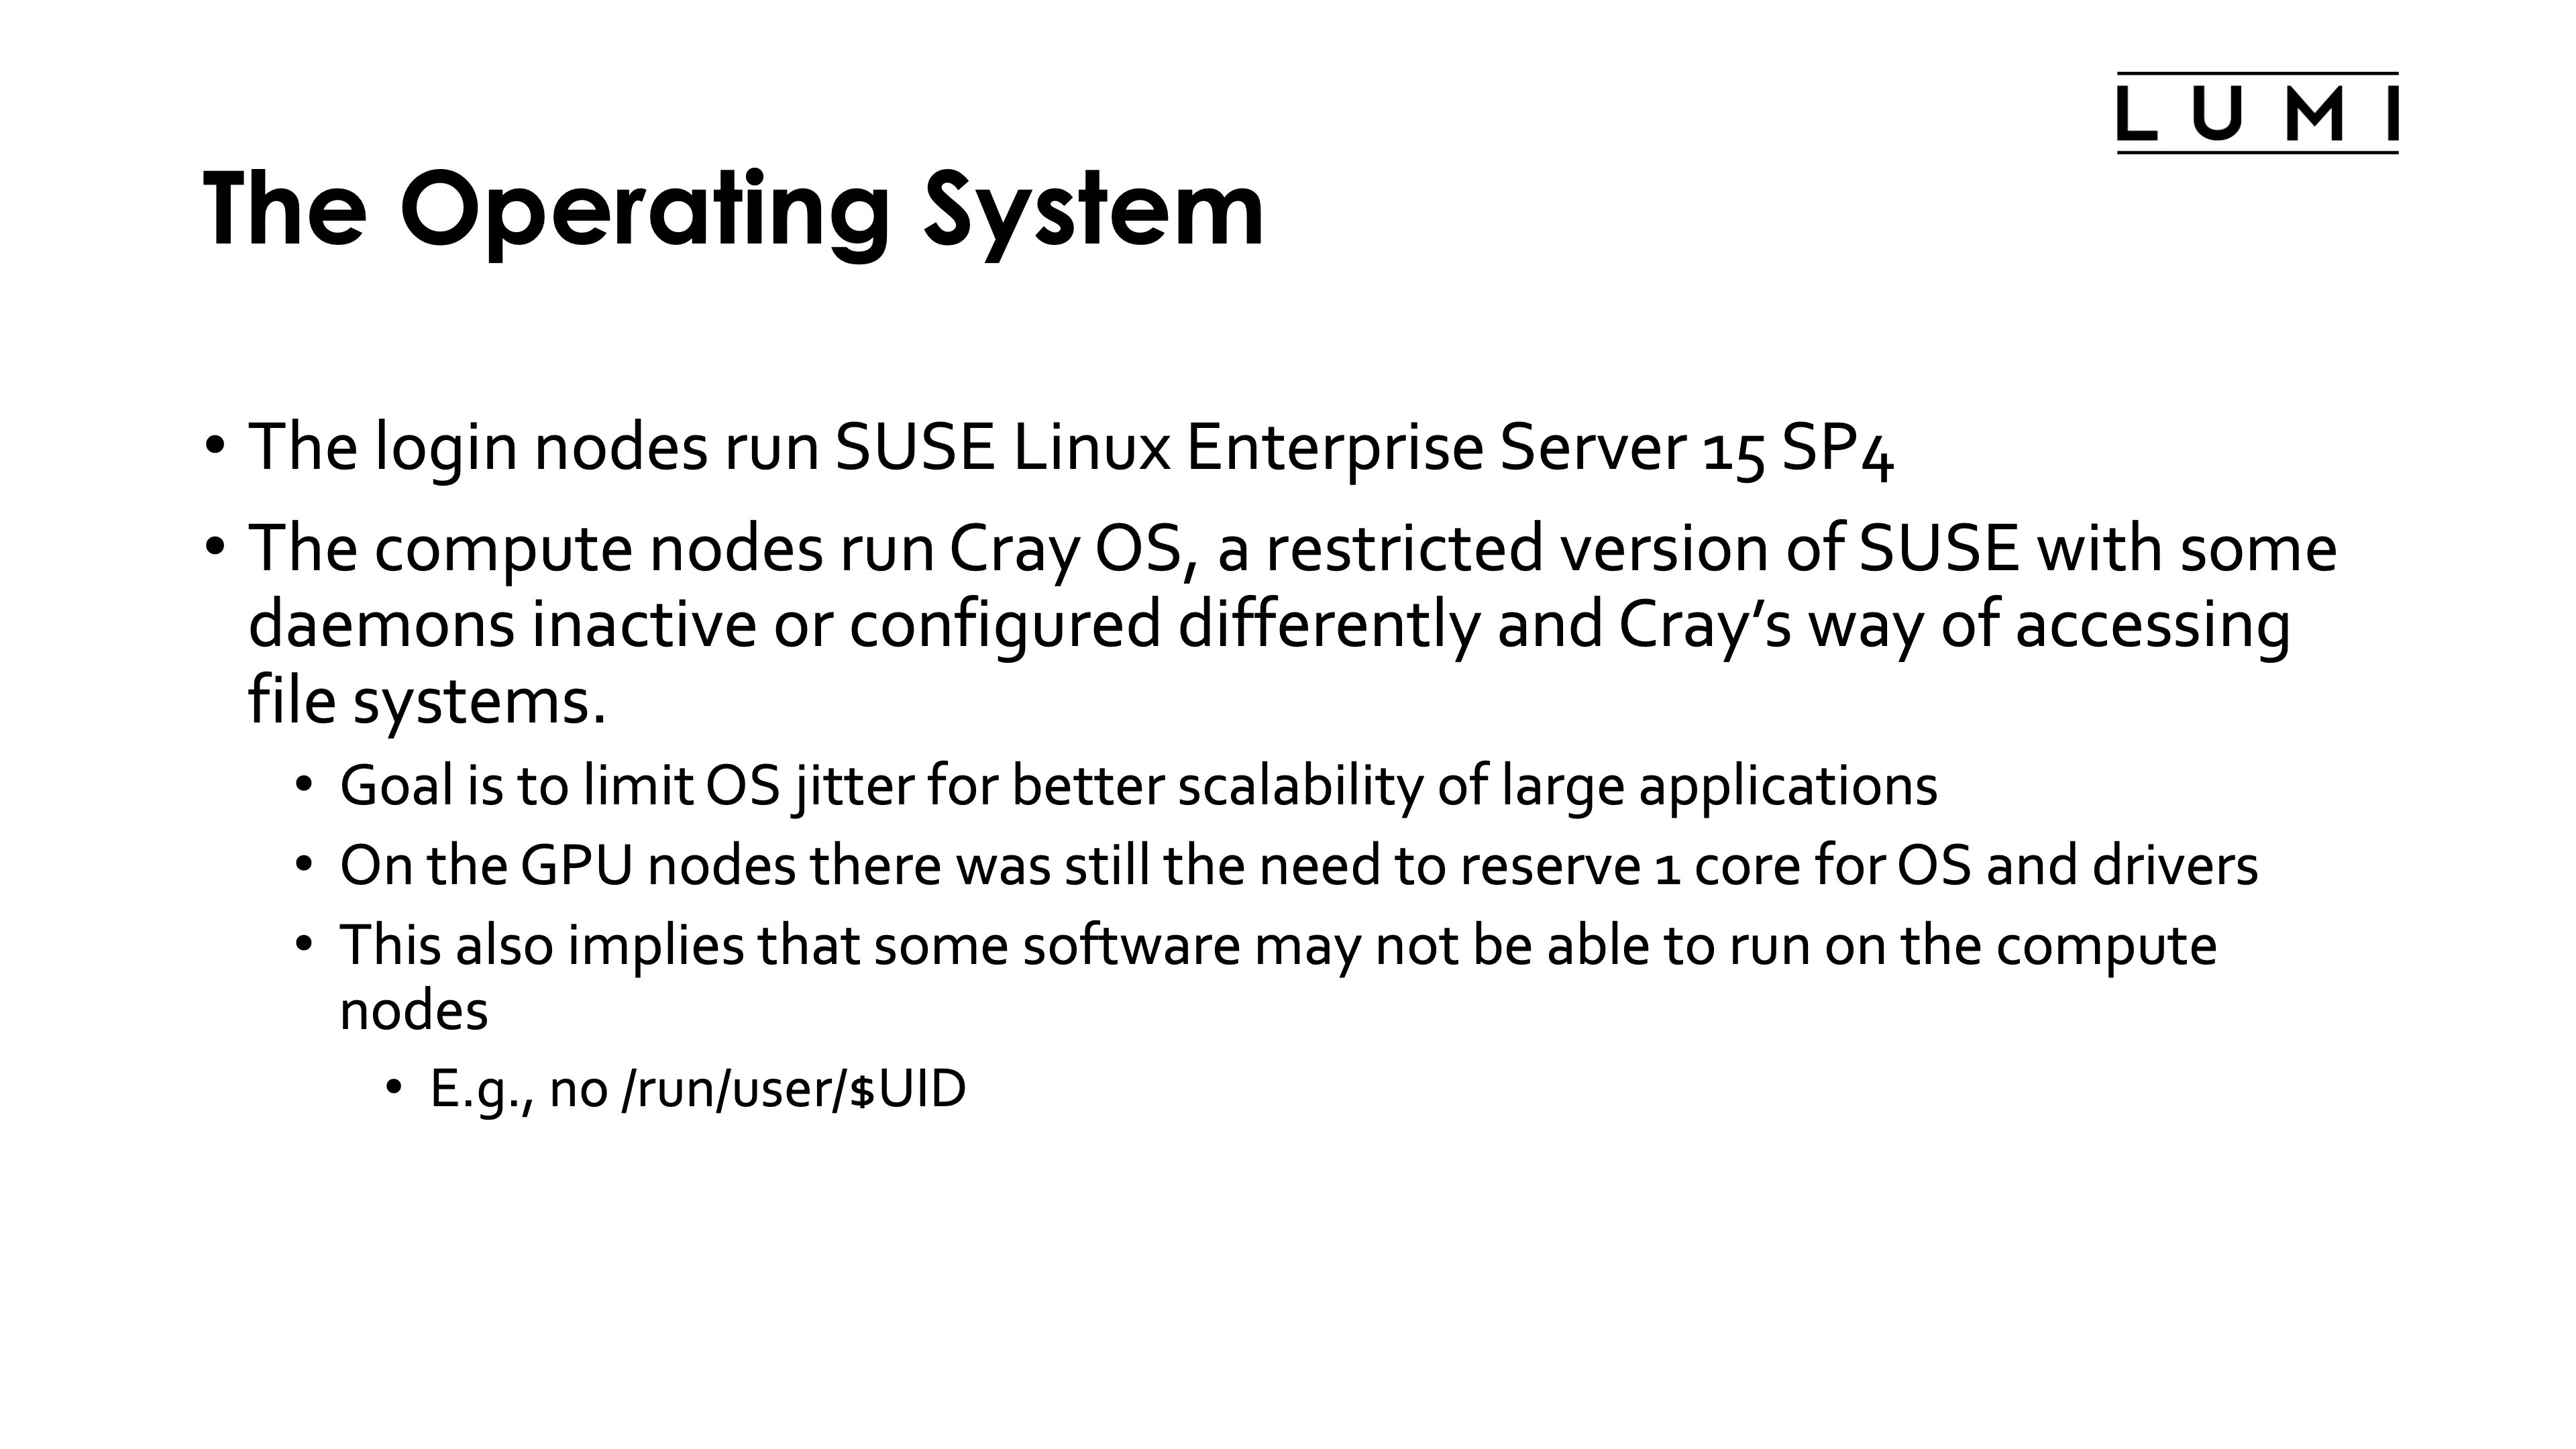 LUMI
The Operating System
• The login nodes run SUSE Linux Enterprise Server 15 SP4
• The compute nodes run Cray OS, a restricted version of SUSE with some
daemons inactive or configured differently and Cray’s way of accessing
file systems.
• Goal is to limit OS jitter for better scalability of large applications
• On the GPU nodes there was still the need to reserve 1 core for OS and drivers
• This also implies that some software may not be able to run on the compute
nodes
• E.g., no /run/user/$UID